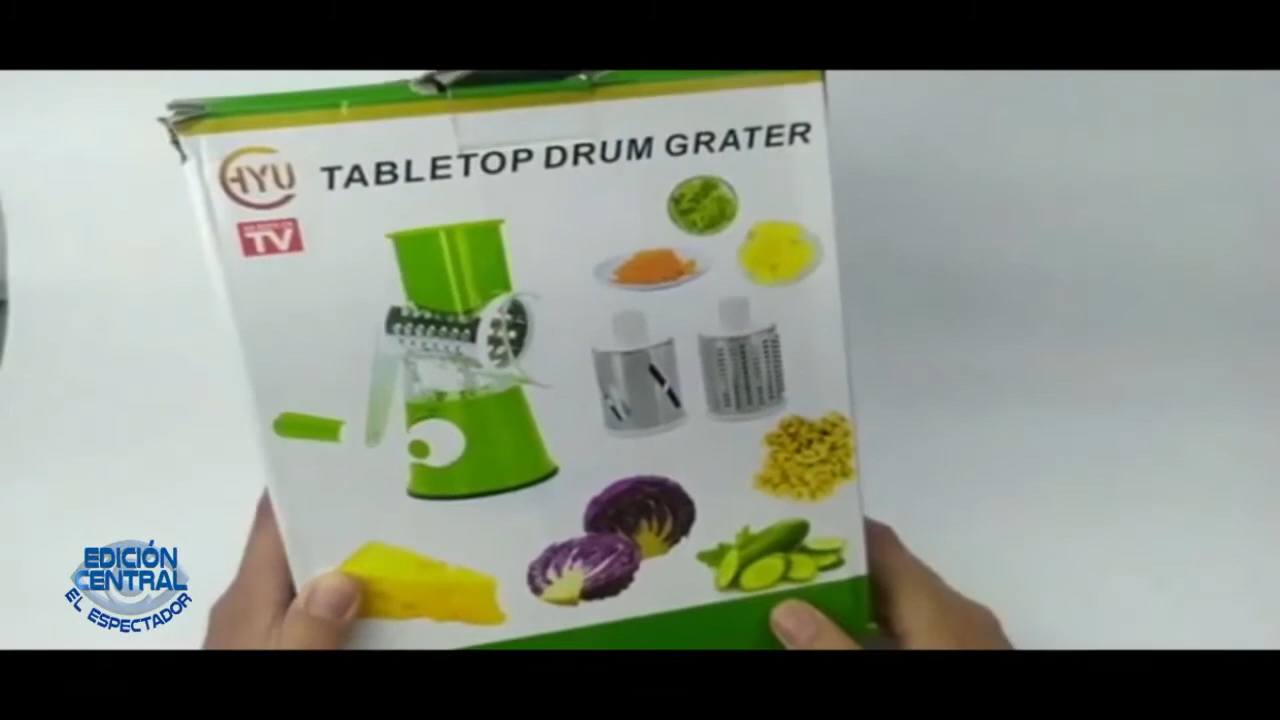 TABLETOP DRUM GRATER
HYU
TV
EDICIÓN
CENTRAL
EL ESPECTADOR